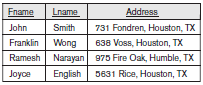 Fname Lname Address
John Smith 731 Fondren, Houston, TX
Franklin Wong 638 Voss, Houston, TX
Ramesh Narayan 975 Fire Oak, Humble, TX
Joyce English 5631 Rice, Houston, TX